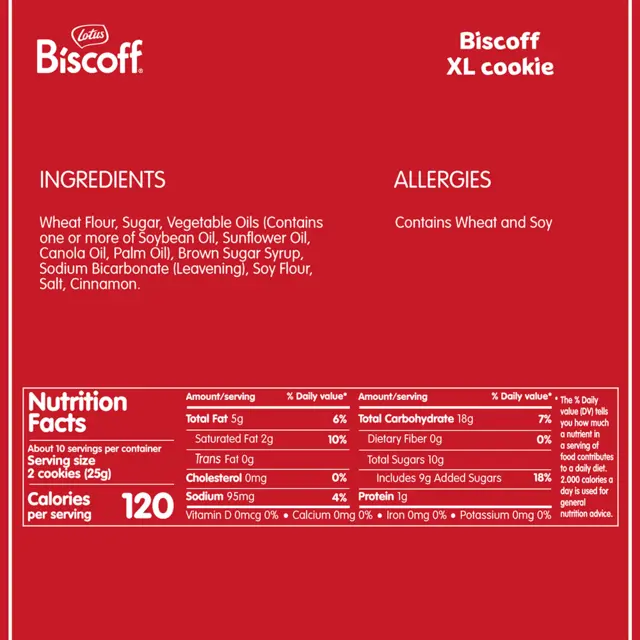 Lotus
Biscoff®
Biscoff
XL cookie
INGREDIENTS
Wheat Flour, Sugar, Vegetable Oils (Contains
one or more of Soybean Oil, Sunflower Oil,
Canola Oil, Palm Oil), Brown Sugar Syrup,
Sodium Bicarbonate (Leavening), Soy Flour,
Salt, Cinnamon.
ALLERGIES
Contains Wheat and Soy
Nutrition
Facts
About 10 servings per container
Serving size
2 cookies (25g)
Calories
per serving
120
Amount/serving % Daily value*
Total Fat 5g 6%
Saturated Fat 2g 10%
Trans Fat 0g
Cholesterol 0mg 0%
Sodium 95mg 4%
Amount/serving % Daily value*
Total Carbohydrate 18g 7%
Dietary Fiber 0g 0%
Total Sugars 10g
Includes 9g Added Sugars 18%
Protein 1g
Vitamin D 0mcg 0% • Calcium 0mg 0% • Iron 0mg 0% • Potassium 0mg 0%
* The % Daily
value (DV) tells
you how much
a nutrient in
a serving of
food contributes
to a daily diet.
2.000 calories a
day is used for
general
nutrition advice.